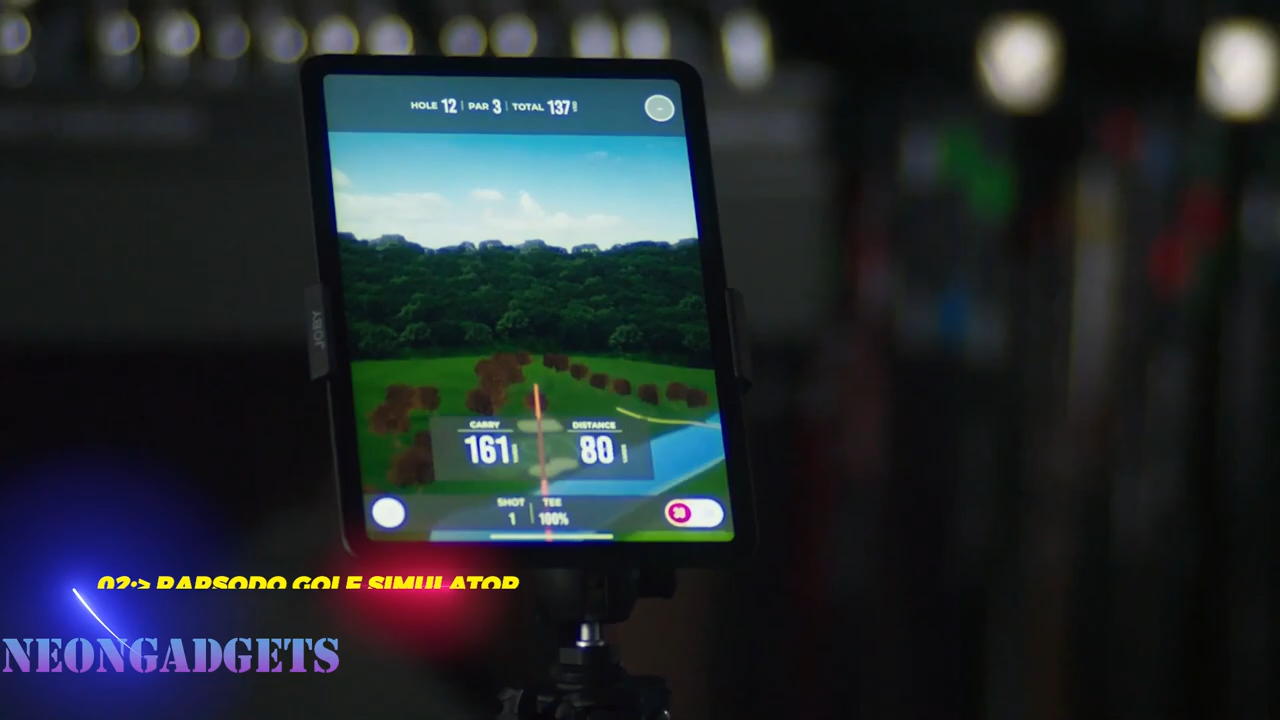 HOLE 12 PAR 3 TOTAL 137
JOBY
CARRY DISTANCE
161 80
SHOT TEE
1 100%
30
02:> RAPSODO GOLF SIMULATOR
NEONGADGETS